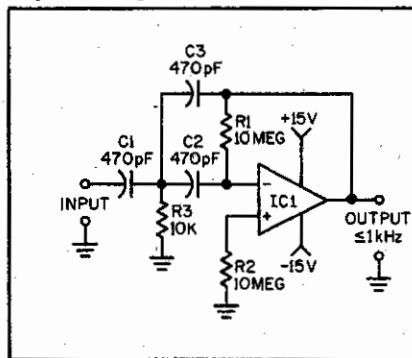 C3
470pF
C1
470pF
C2
470pF
R1
10MEG
+15V
INPUT
R3
10K
-
+
IC1
OUTPUT
≤1kHz
R2
10MEG
-15V